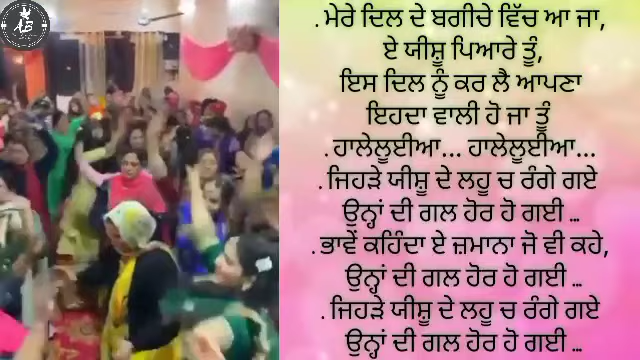 AB
. ਮੇਰੇ ਦਿਲ ਦੇ ਬਗੀਚੇ ਵਿੱਚ ਆ ਜਾ,
ਏ ਯੀਸ਼ੂ ਪਿਆਰੇ ਤੂੰ,
ਇਸ ਦਿਲ ਨੂੰ ਕਰ ਲੈ ਆਪਣਾ
ਇਹਦਾ ਵਾਲੀ ਹੋ ਜਾ ਤੂੰ
. ਹਾਲੇਲੂਈਆ... ਹਾਲੇਲੂਈਆ...
. ਜਿਹੜੇ ਯੀਸ਼ੂ ਦੇ ਲਹੂ ਚ ਰੰਗੇ ਗਏ
ਉਨ੍ਹਾਂ ਦੀ ਗਲ ਹੋਰ ਹੋ ਗਈ ...
. ਭਾਵੇਂ ਕਹਿੰਦਾ ਏ ਜ਼ਮਾਨਾ ਜੋ ਵੀ ਕਹੇ,
ਉਨ੍ਹਾਂ ਦੀ ਗਲ ਹੋਰ ਹੋ ਗਈ ...
. ਜਿਹੜੇ ਯੀਸ਼ੂ ਦੇ ਲਹੂ ਚ ਰੰਗੇ ਗਏ
ਉਨ੍ਹਾਂ ਦੀ ਗਲ ਹੋਰ ਹੋ ਗਈ ...